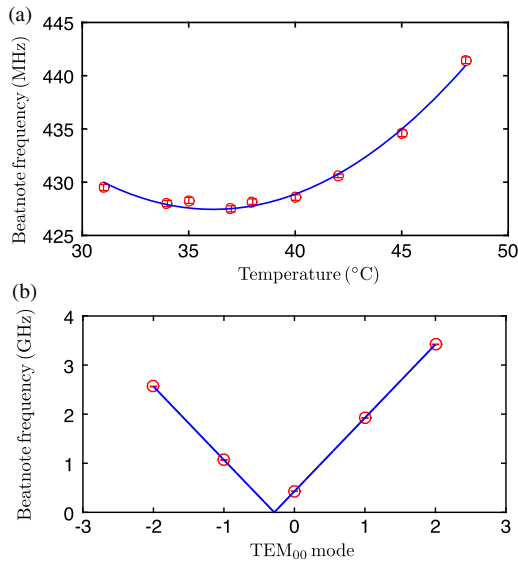 (a)
445
440
435
430
425
30 35 40 45 50
Beatnote frequency (MHz)
Temperature (°C)
(b)
4
3
2
1
0
-3 -2 -1 0 1 2 3
Beatnote frequency (GHz)
TEM₀₀ mode